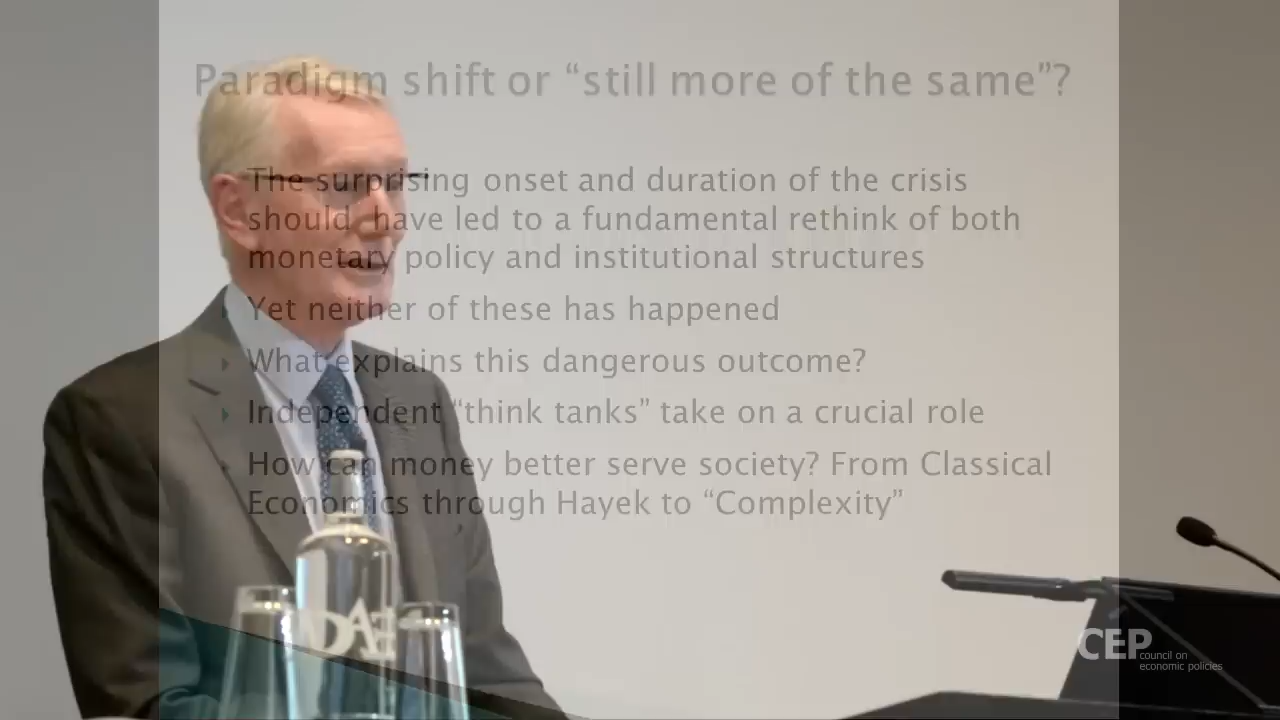 Paradigm shift or “still more of the same”?
The surprising onset and duration of the crisis
should have led to a fundamental rethink of both
monetary policy and institutional structures
Yet neither of these has happened
What explains this dangerous outcome?
Independent “think tanks” take on a crucial role
How can money better serve society? From Classical
Economics through Hayek to “Complexity”
CEP
council on
economic policies